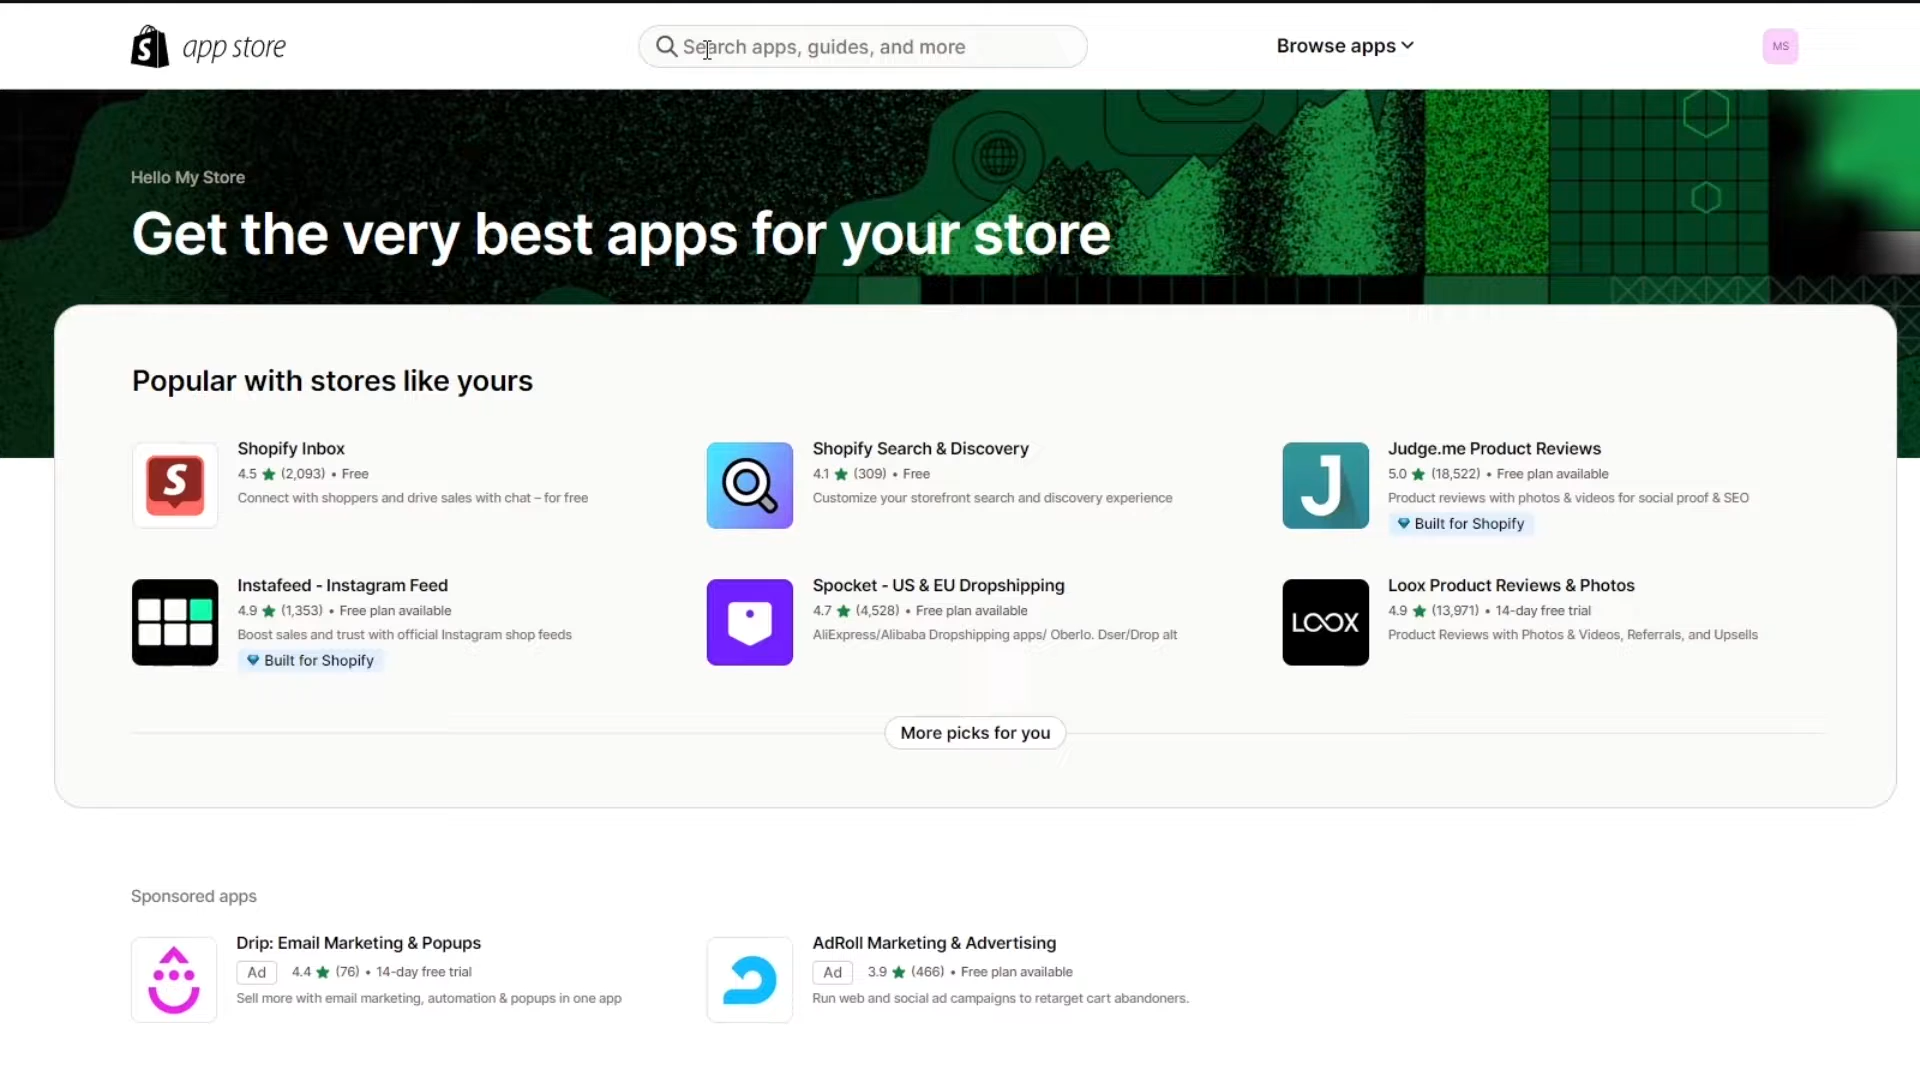 S app store
Search apps, guides, and more
Browse apps
MS
Hello My Store
Get the very best apps for your store
Popular with stores like yours
S
Shopify Inbox
4.5 ★ (2,093) • Free
Connect with shoppers and drive sales with chat – for free
Shopify Search & Discovery
4.1 ★ (309) • Free
Customize your storefront search and discovery experience
J
Judge.me Product Reviews
5.0 ★ (18,522) • Free plan available
Product reviews with photos & videos for social proof & SEO
Built for Shopify
Instafeed - Instagram Feed
4.9 ★ (1,353) • Free plan available
Boost sales and trust with official Instagram shop feeds
Built for Shopify
Spocket - US & EU Dropshipping
4.7 ★ (4,528) • Free plan available
AliExpress/Alibaba Dropshipping apps/ Oberlo. Dser/Drop alt
LOOX
Loox Product Reviews & Photos
4.9 ★ (13,971) • 14-day free trial
Product Reviews with Photos & Videos, Referrals, and Upsells
More picks for you
Sponsored apps
Drip: Email Marketing & Popups
Ad 4.4 ★ (76) • 14-day free trial
Sell more with email marketing, automation & popups in one app
AdRoll Marketing & Advertising
Ad 3.9 ★ (466) • Free plan available
Run web and social ad campaigns to retarget cart abandoners.